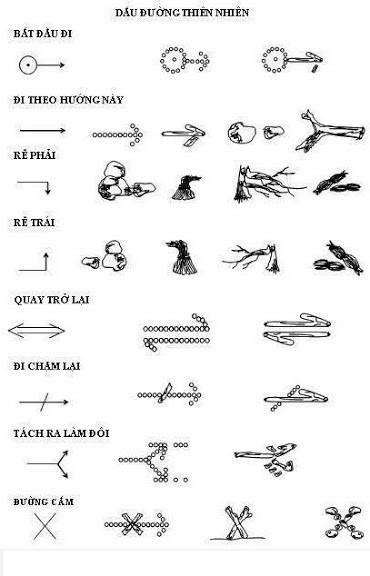 DẤU ĐƯỜNG THIÊN NHIÊN
BẮT ĐẦU ĐI
ĐI THEO HƯỚNG NÀY
RẼ PHẢI
RẼ TRÁI
QUAY TRỞ LẠI
ĐI CHẬM LẠI
TÁCH RA LÀM ĐÔI
ĐƯỜNG CẤM